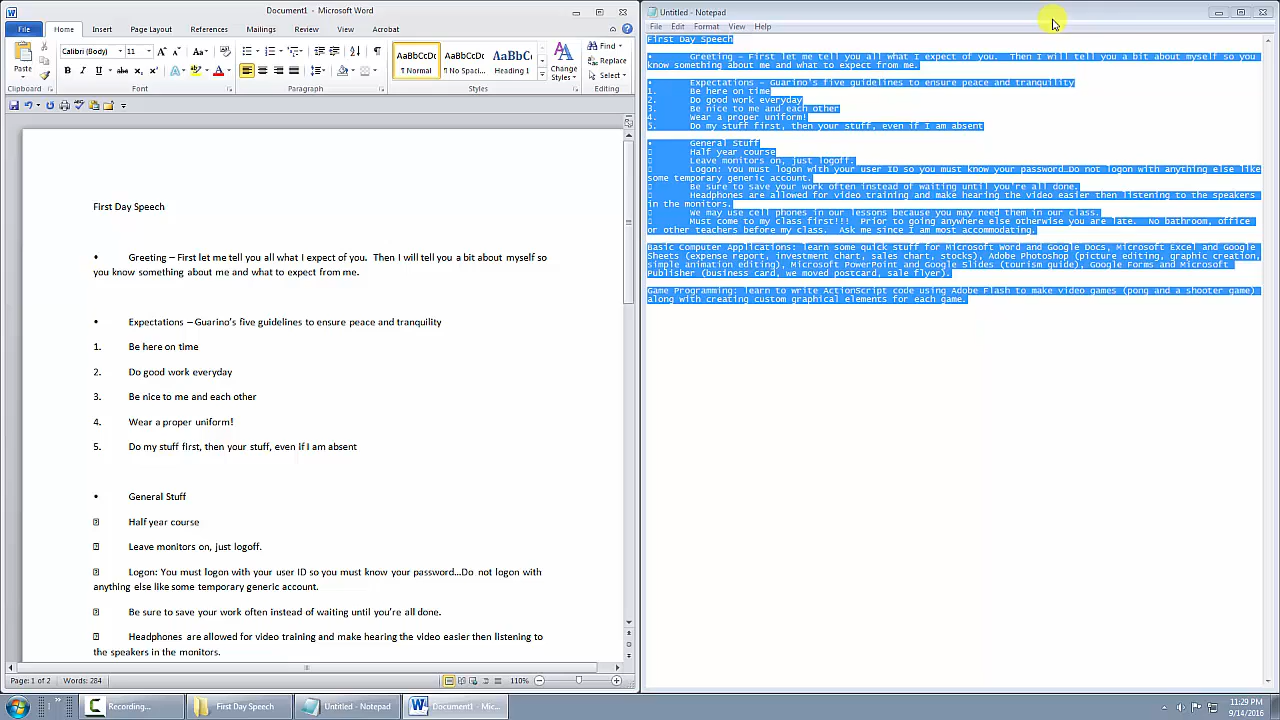 Document1 - Microsoft Word
File Home Insert Page Layout References Mailings Review View Acrobat
Paste
Calibri (Body) 11
B I U
¶ Normal
¶ No Spac...
Heading 1
AaBbCc
AaBbCc
AaBbC
Change Styles
Find
Replace
Select
Clipboard Font Paragraph Styles Editing
First Day Speech
• Greeting – First let me tell you all what I expect of you. Then I will tell you a bit about myself so
you know something about me and what to expect from me.
• Expectations – Guarino's five guidelines to ensure peace and tranquility
1. Be here on time
2. Do good work everyday
3. Be nice to me and each other
4. Wear a proper uniform!
5. Do my stuff first, then your stuff, even if I am absent
• General Stuff
Half year course
Leave monitors on, just logoff.
Logon: You must logon with your user ID so you must know your password…Do not logon with
anything else like some temporary generic account.
Be sure to save your work often instead of waiting until you're all done.
Headphones are allowed for video training and make hearing the video easier then listening to
the speakers in the monitors.
Page: 1 of 2 Words: 284 110%
Untitled - Notepad
File Edit Format View Help
First Day Speech
• Greeting – First let me tell you all what I expect of you. Then I will tell you a bit about myself so you
know something about me and what to expect from me.
• Expectations – Guarino's five guidelines to ensure peace and tranquility
1. Be here on time
2. Do good work everyday
3. Be nice to me and each other
4. Wear a proper uniform!
5. Do my stuff first, then your stuff, even if I am absent
• General Stuff
Half year course
Leave monitors on, just logoff.
Logon: You must logon with your user ID so you must know your password…Do not logon with anything else like
some temporary generic account.
Be sure to save your work often instead of waiting until you're all done.
Headphones are allowed for video training and make hearing the video easier then listening to the speakers
in the monitors.
We may use cell phones in our lessons because you may need them in our class.
Must come to my class first!!! Prior to going anywhere else otherwise you are late. No bathroom, office
or other teachers before my class. Ask me since I am most accommodating.
Basic Computer Applications: learn some quick stuff for Microsoft Word and Google Docs, Microsoft Excel and Google
Sheets (expense report, investment chart, sales chart, stocks), Adobe Photoshop (picture editing, graphic creation,
simple animation editing), Microsoft PowerPoint and Google Slides (tourism guide), Google Forms and Microsoft
Publisher (business card, we moved postcard, sale flyer).
Game Programming: learn to write ActionScript code using Adobe Flash to make video games (pong and a shooter game)
along with creating custom graphical elements for each game.
Recording...
First Day Speech
Untitled - Notepad
Document1 - Mic...
11:29 PM
9/14/2016